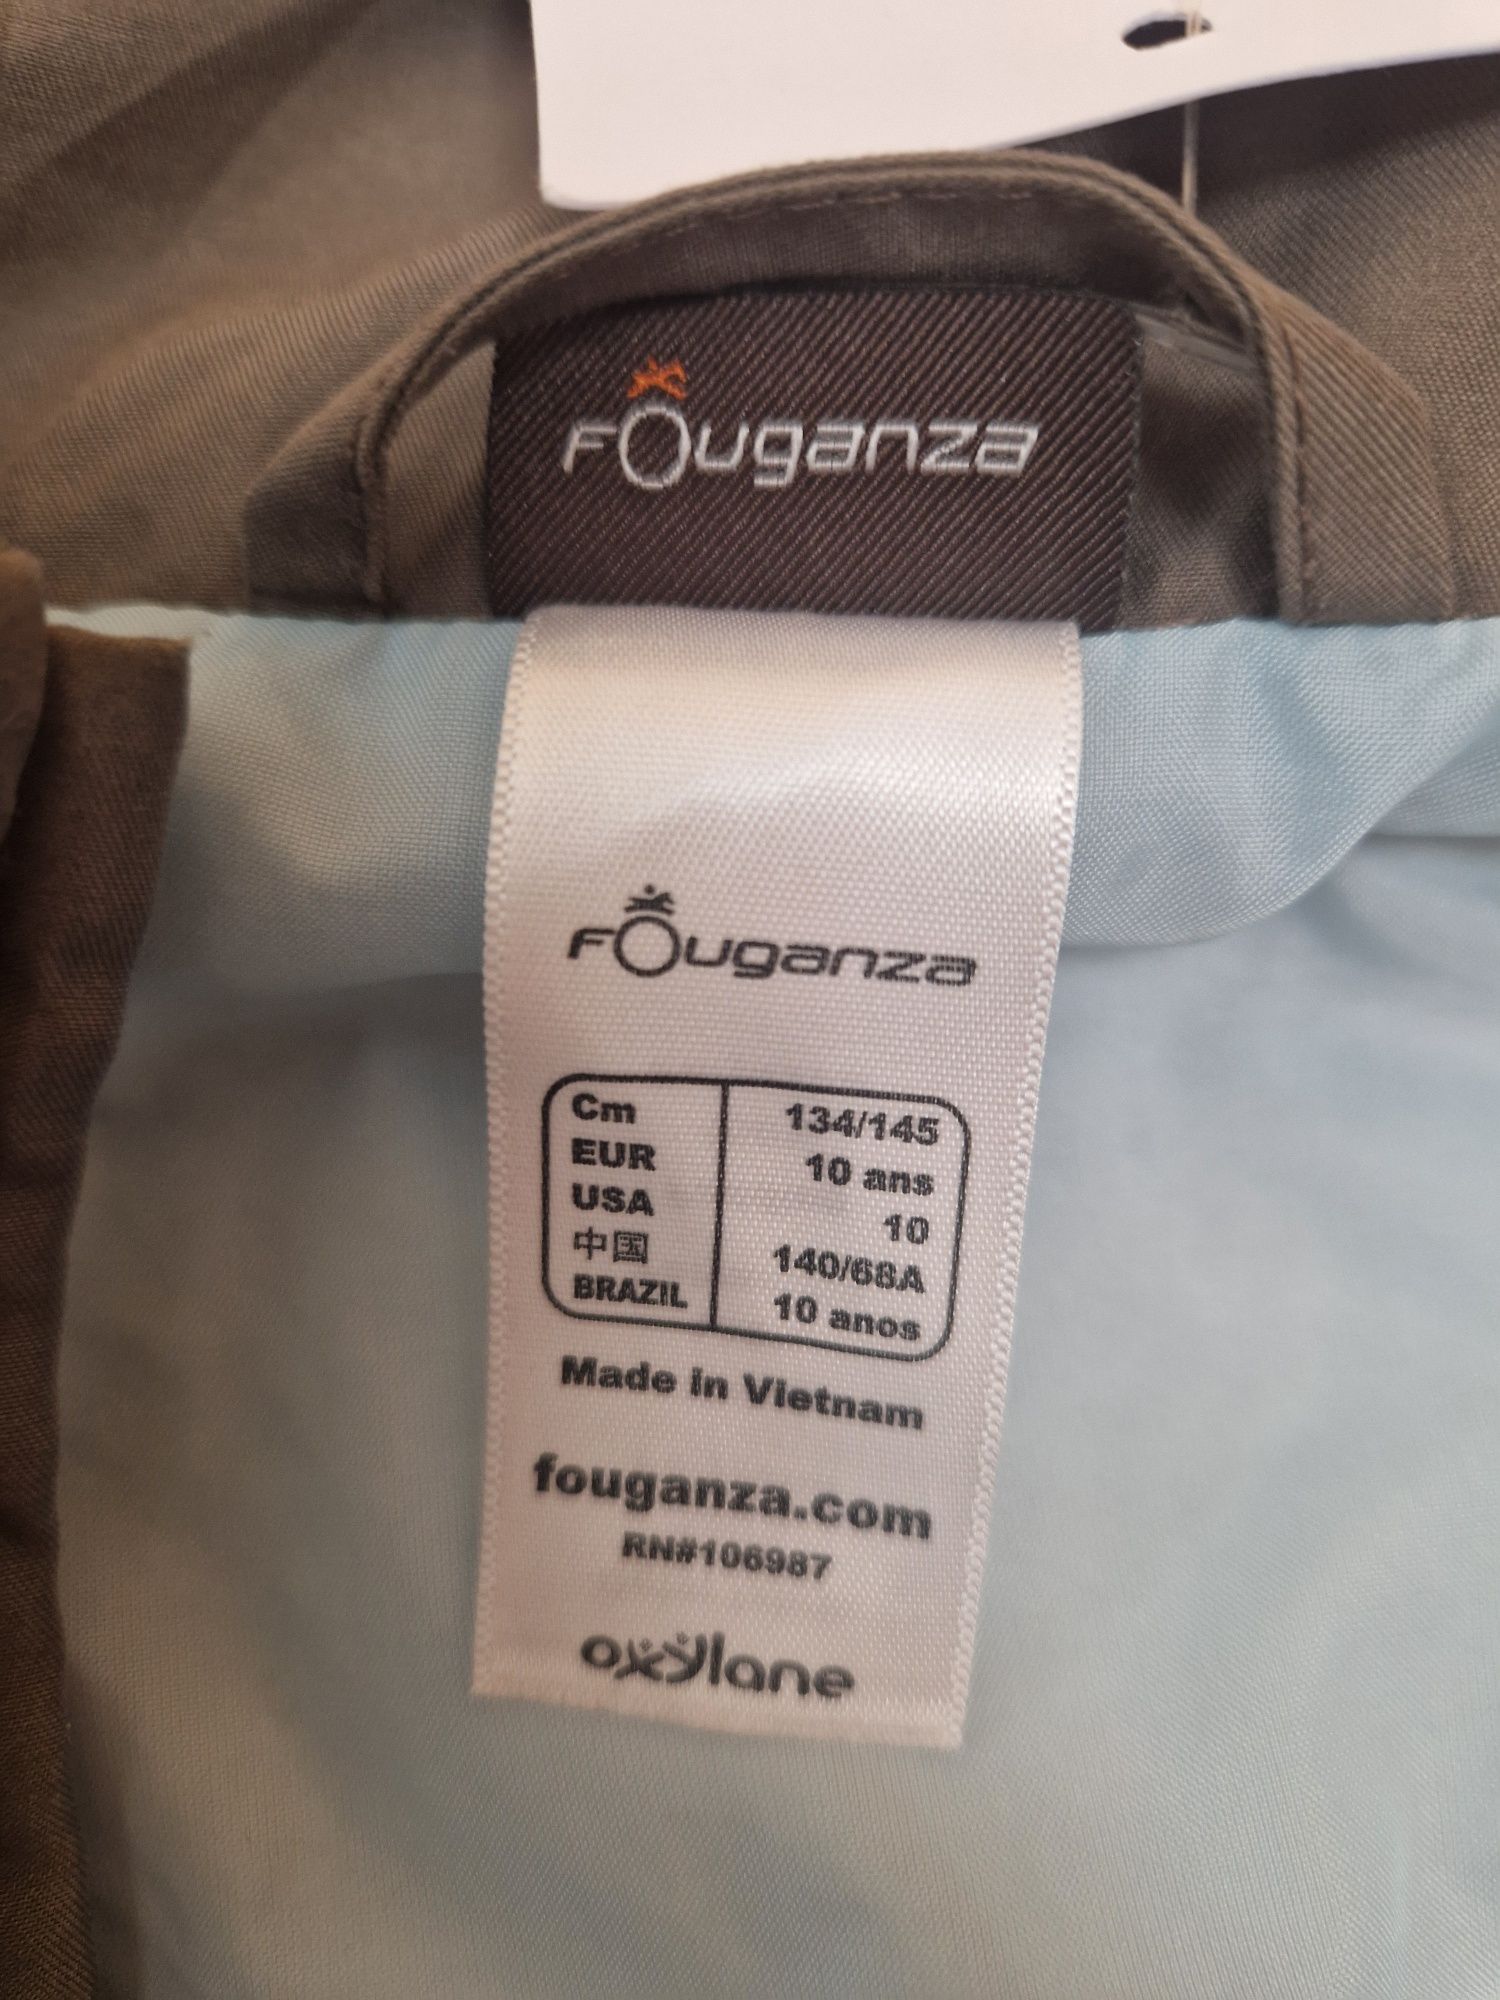 Fouganza
Fouganza
Cm 134/145
EUR 10 ans
USA 10
中国 140/68A
BRAZIL 10 anos
Made in Vietnam
fouganza.com
RN#106987
oxylane